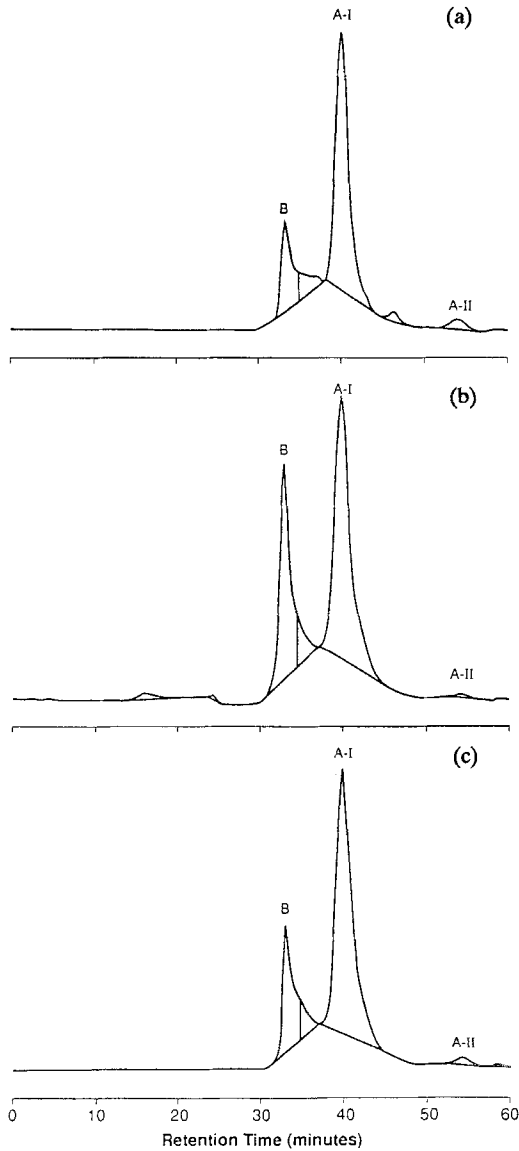 (a)
A-I
B
A-II
(b)
A-I
B
A-II
(c)
A-I
B
A-II
0 10 20 30 40 50 60
Retention Time (minutes)